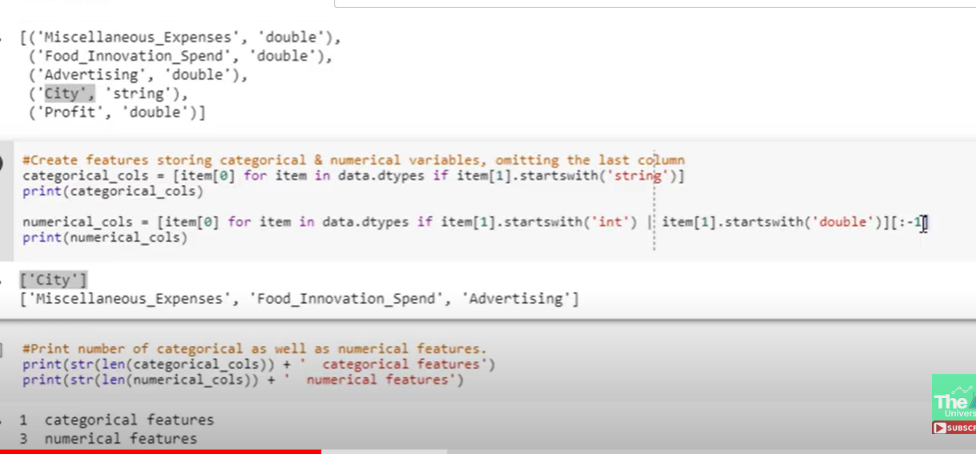 [('Miscellaneous_Expenses', 'double'),
('Food_Innovation_Spend', 'double'),
('Advertising', 'double'),
('City', 'string'),
('Profit', 'double')]
#Create features storing categorical & numerical variables, omitting the last column
categorical_cols = [item[0] for item in data.dtypes if item[1].startswith('string')]
print(categorical_cols)
numerical_cols = [item[0] for item in data.dtypes if item[1].startswith('int') | item[1].startswith('double')][:-1]
print(numerical_cols)
['City']
['Miscellaneous_Expenses', 'Food_Innovation_Spend', 'Advertising']
#Print number of categorical as well as numerical features.
print(str(len(categorical_cols)) + '  categorical features')
print(str(len(numerical_cols)) + '  numerical features')
1  categorical features
3  numerical features
The